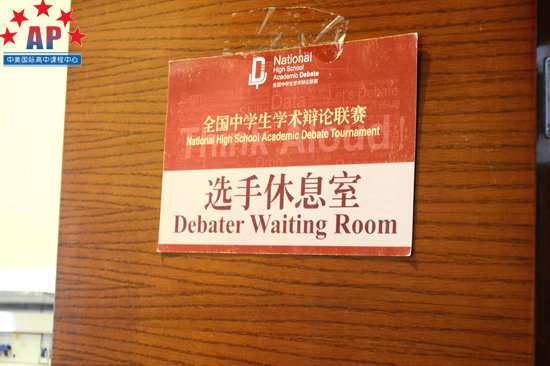 AP
中美国际高中课程中心
National
High School
Academic Debate
全国中学生学术辩论联赛
全国中学生学术辩论联赛
National High School Academic Debate Tournament
Think Aloud!
选手休息室
Debater Waiting Room